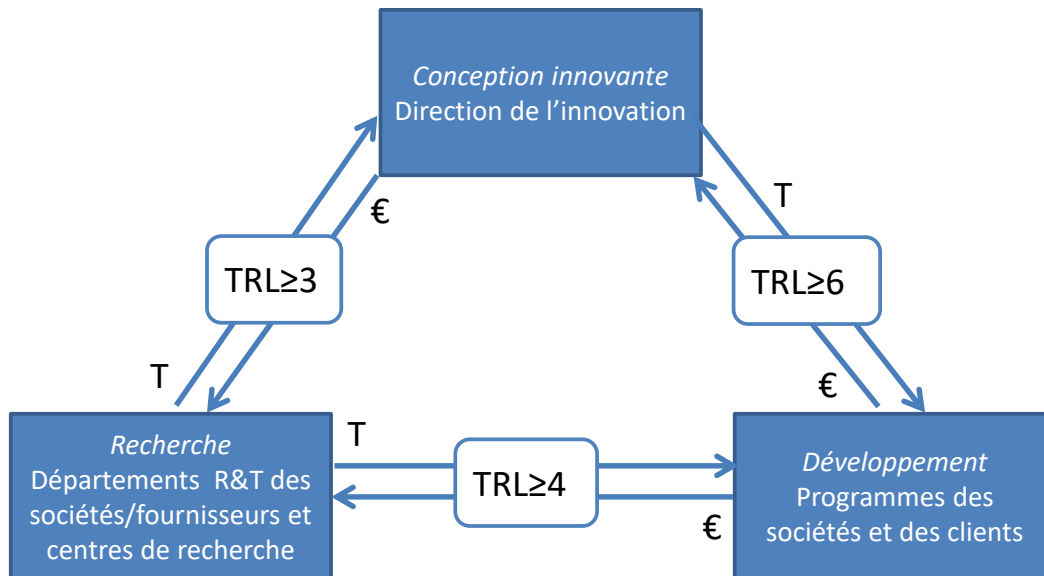 Conception innovante
Direction de l’innovation
T
€
T
TRL≥3
TRL≥6
T
€
Recherche
Départements R&T des
sociétés/fournisseurs et
centres de recherche
T
TRL≥4
€
Développement
Programmes des
sociétés et des clients